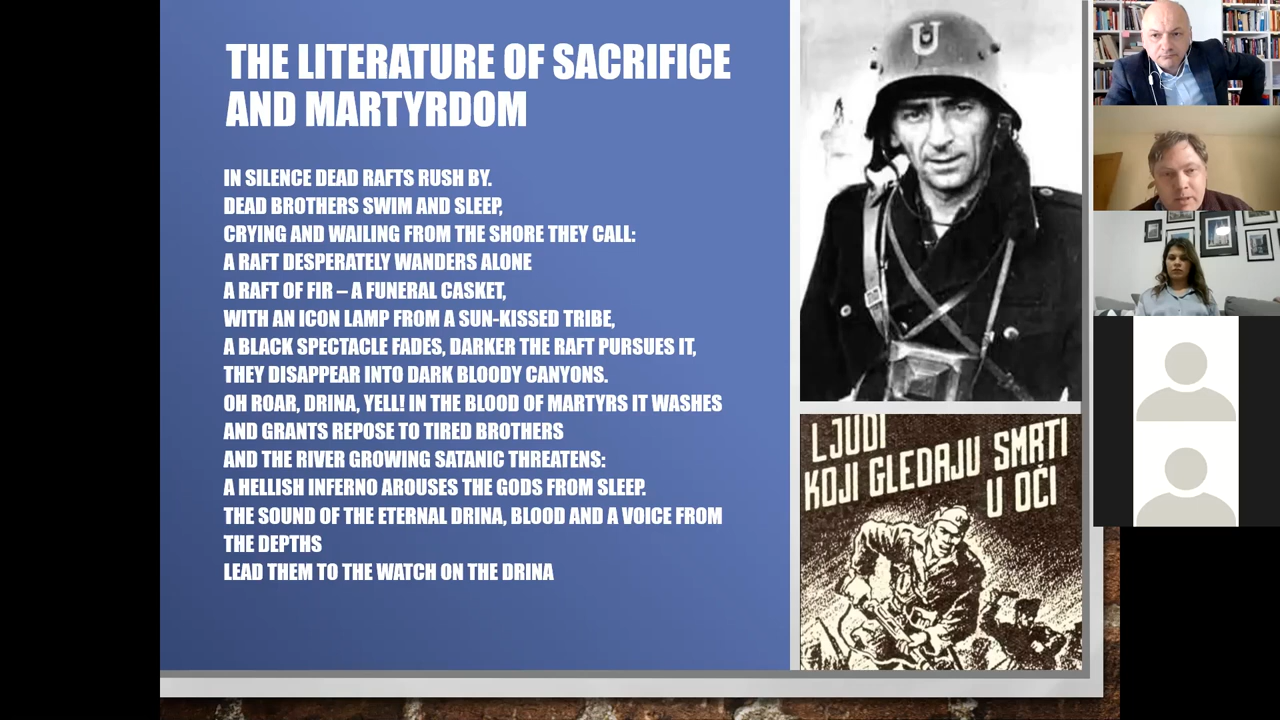 THE LITERATURE OF SACRIFICE
AND MARTYRDOM
IN SILENCE DEAD RAFTS RUSH BY.
DEAD BROTHERS SWIM AND SLEEP,
CRYING AND WAILING FROM THE SHORE THEY CALL:
A RAFT DESPERATELY WANDERS ALONE
A RAFT OF FIR – A FUNERAL CASKET,
WITH AN ICON LAMP FROM A SUN-KISSED TRIBE,
A BLACK SPECTACLE FADES, DARKER THE RAFT PURSUES IT,
THEY DISAPPEAR INTO DARK BLOODY CANYONS.
OH ROAR, DRINA, YELL! IN THE BLOOD OF MARTYRS IT WASHES
AND GRANTS REPOSE TO TIRED BROTHERS
AND THE RIVER GROWING SATANIC THREATENS:
A HELLISH INFERNO AROUSES THE GODS FROM SLEEP.
THE SOUND OF THE ETERNAL DRINA, BLOOD AND A VOICE FROM
THE DEPTHS
LEAD THEM TO THE WATCH ON THE DRINA
U
LJUDI
KOJI GLEDAJU SMRTI
U OČI